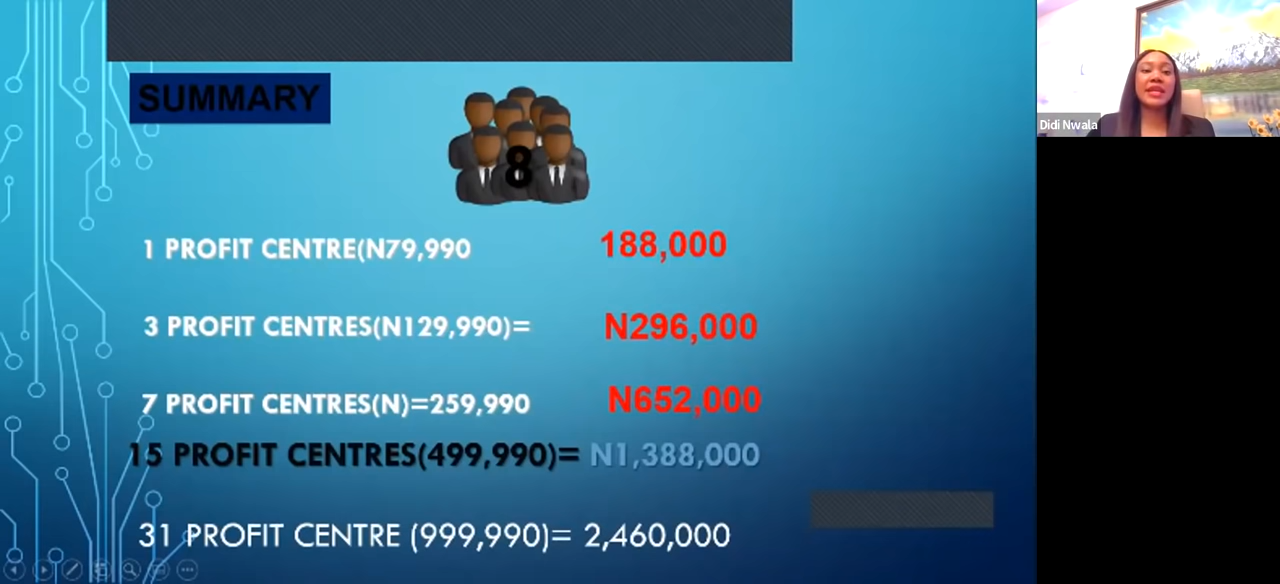 SUMMARY
8
1 PROFIT CENTRE(N79,990 188,000
3 PROFIT CENTRES(N129,990)= N296,000
7 PROFIT CENTRES(N)=259,990 N652,000
15 PROFIT CENTRES(499,990)= N1,388,000
31 PROFIT CENTRE (999,990)= 2,460,000
Didi Nwala